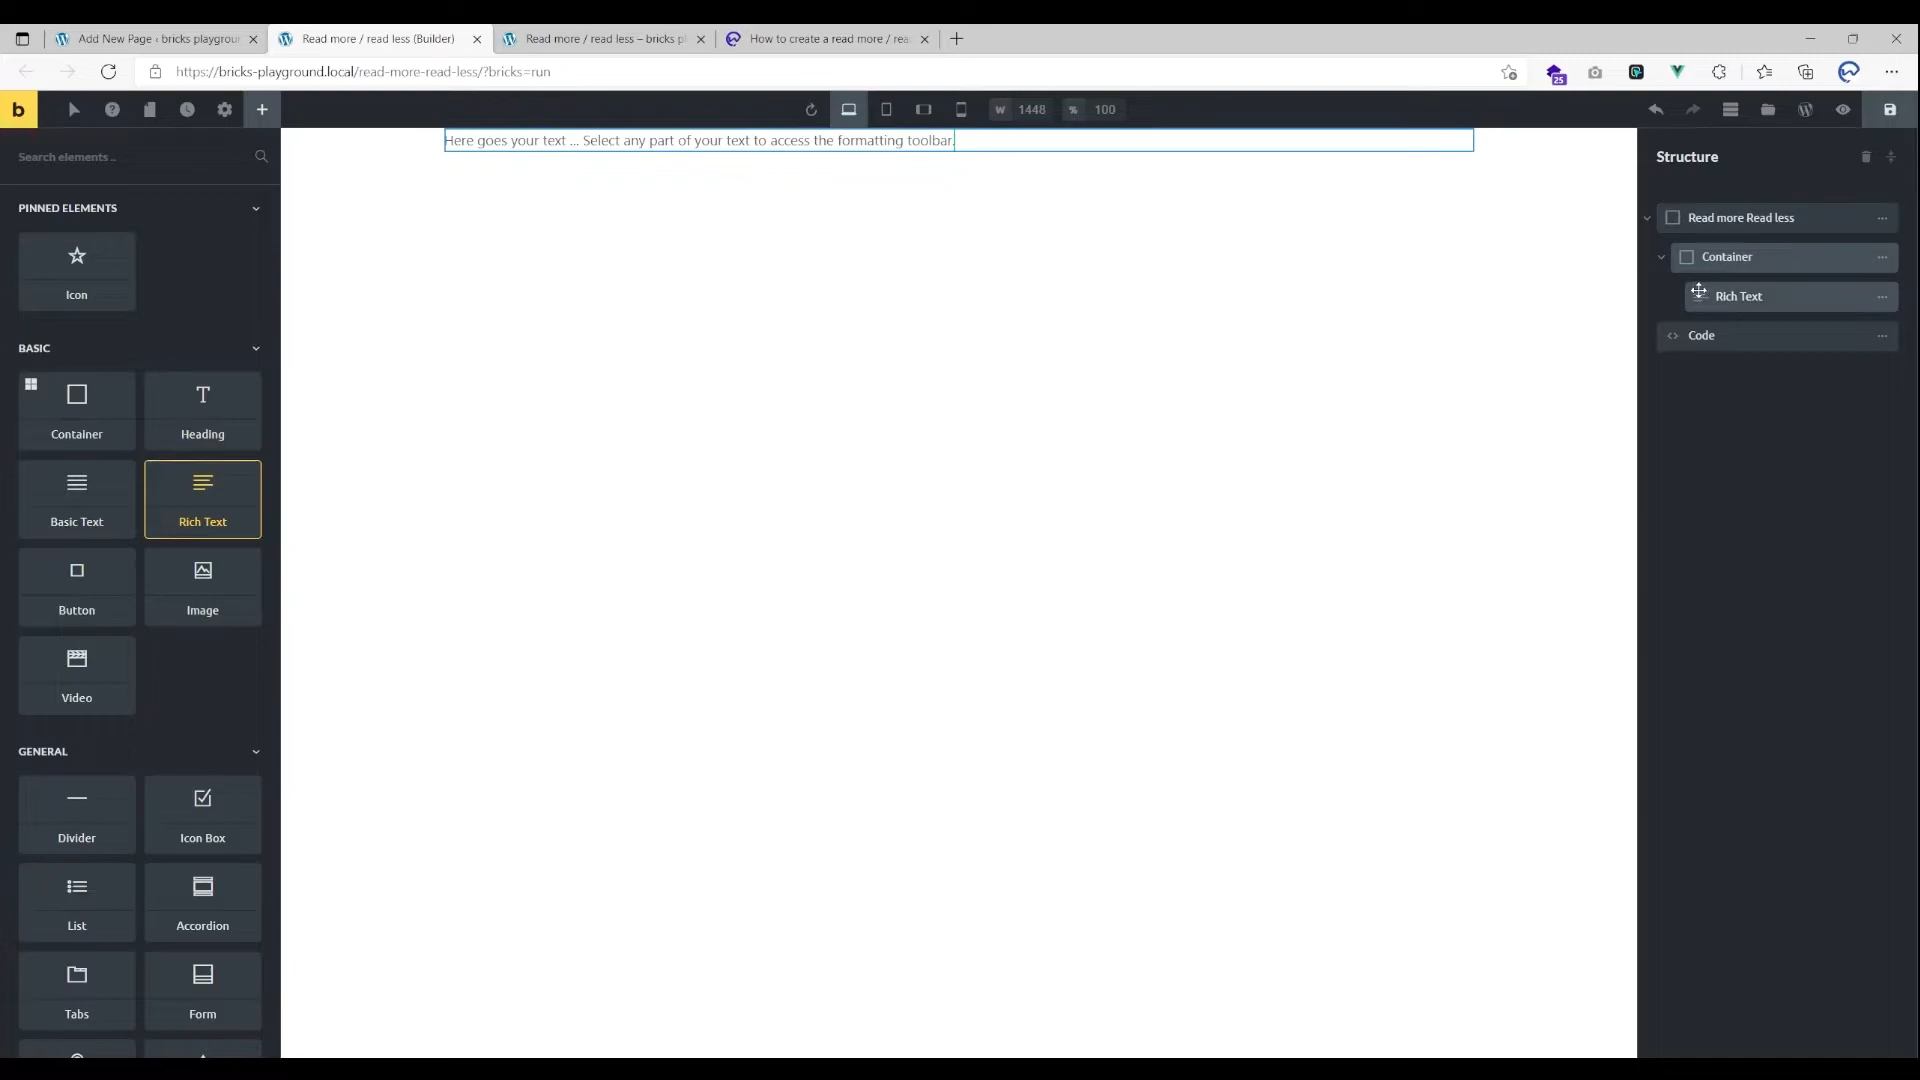 Add New Page ‹ bricks playgroun
Read more / read less (Builder)
Read more / read less – bricks pl
How to create a read more / rea
https://bricks-playground.local/read-more-read-less/?bricks=run
25
b
W 1448
% 100
Search elements ..
Here goes your text ... Select any part of your text to access the formatting toolbar.
Structure
PINNED ELEMENTS
Icon
Read more Read less
Container
Rich Text
Code
BASIC
Container
Heading
Basic Text
Rich Text
Button
Image
Video
GENERAL
Divider
Icon Box
List
Accordion
Tabs
Form